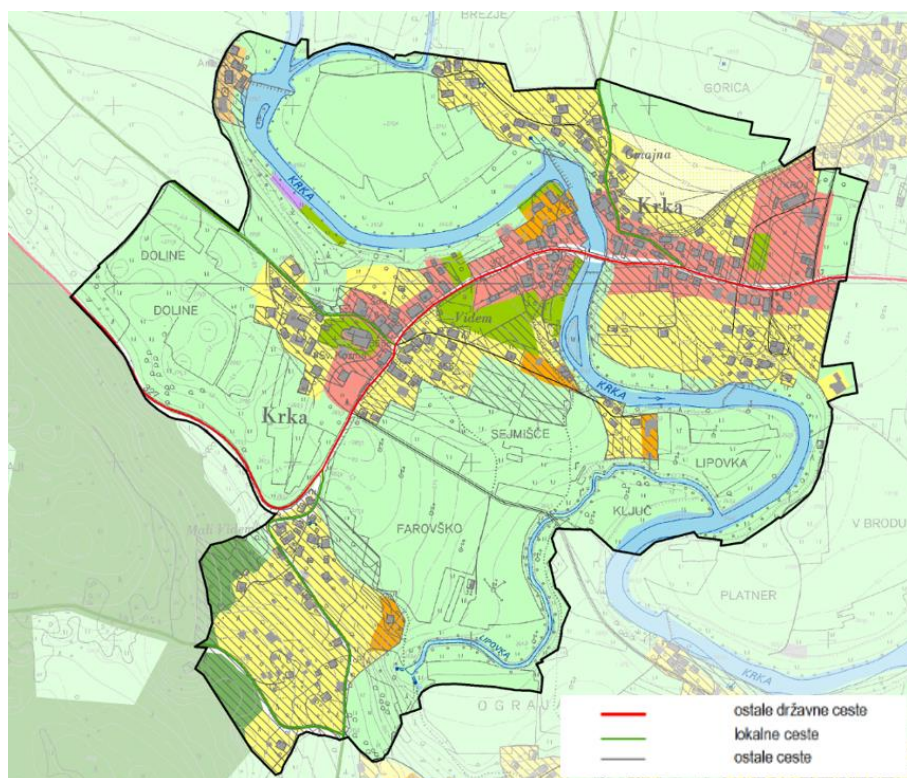 BREZJE
GORICA
KRKA
Gmajna
Krka
DOLINE
DOLINE
Videm
Krka
KRKA
SEJMIŠČE
LIPOVKA
KLJUČ
Mali Videm
FAROVŠKO
V BRODU
PLATNER
LIPOVKA
OGRAJA
ostale državne ceste
lokalne ceste
ostale ceste